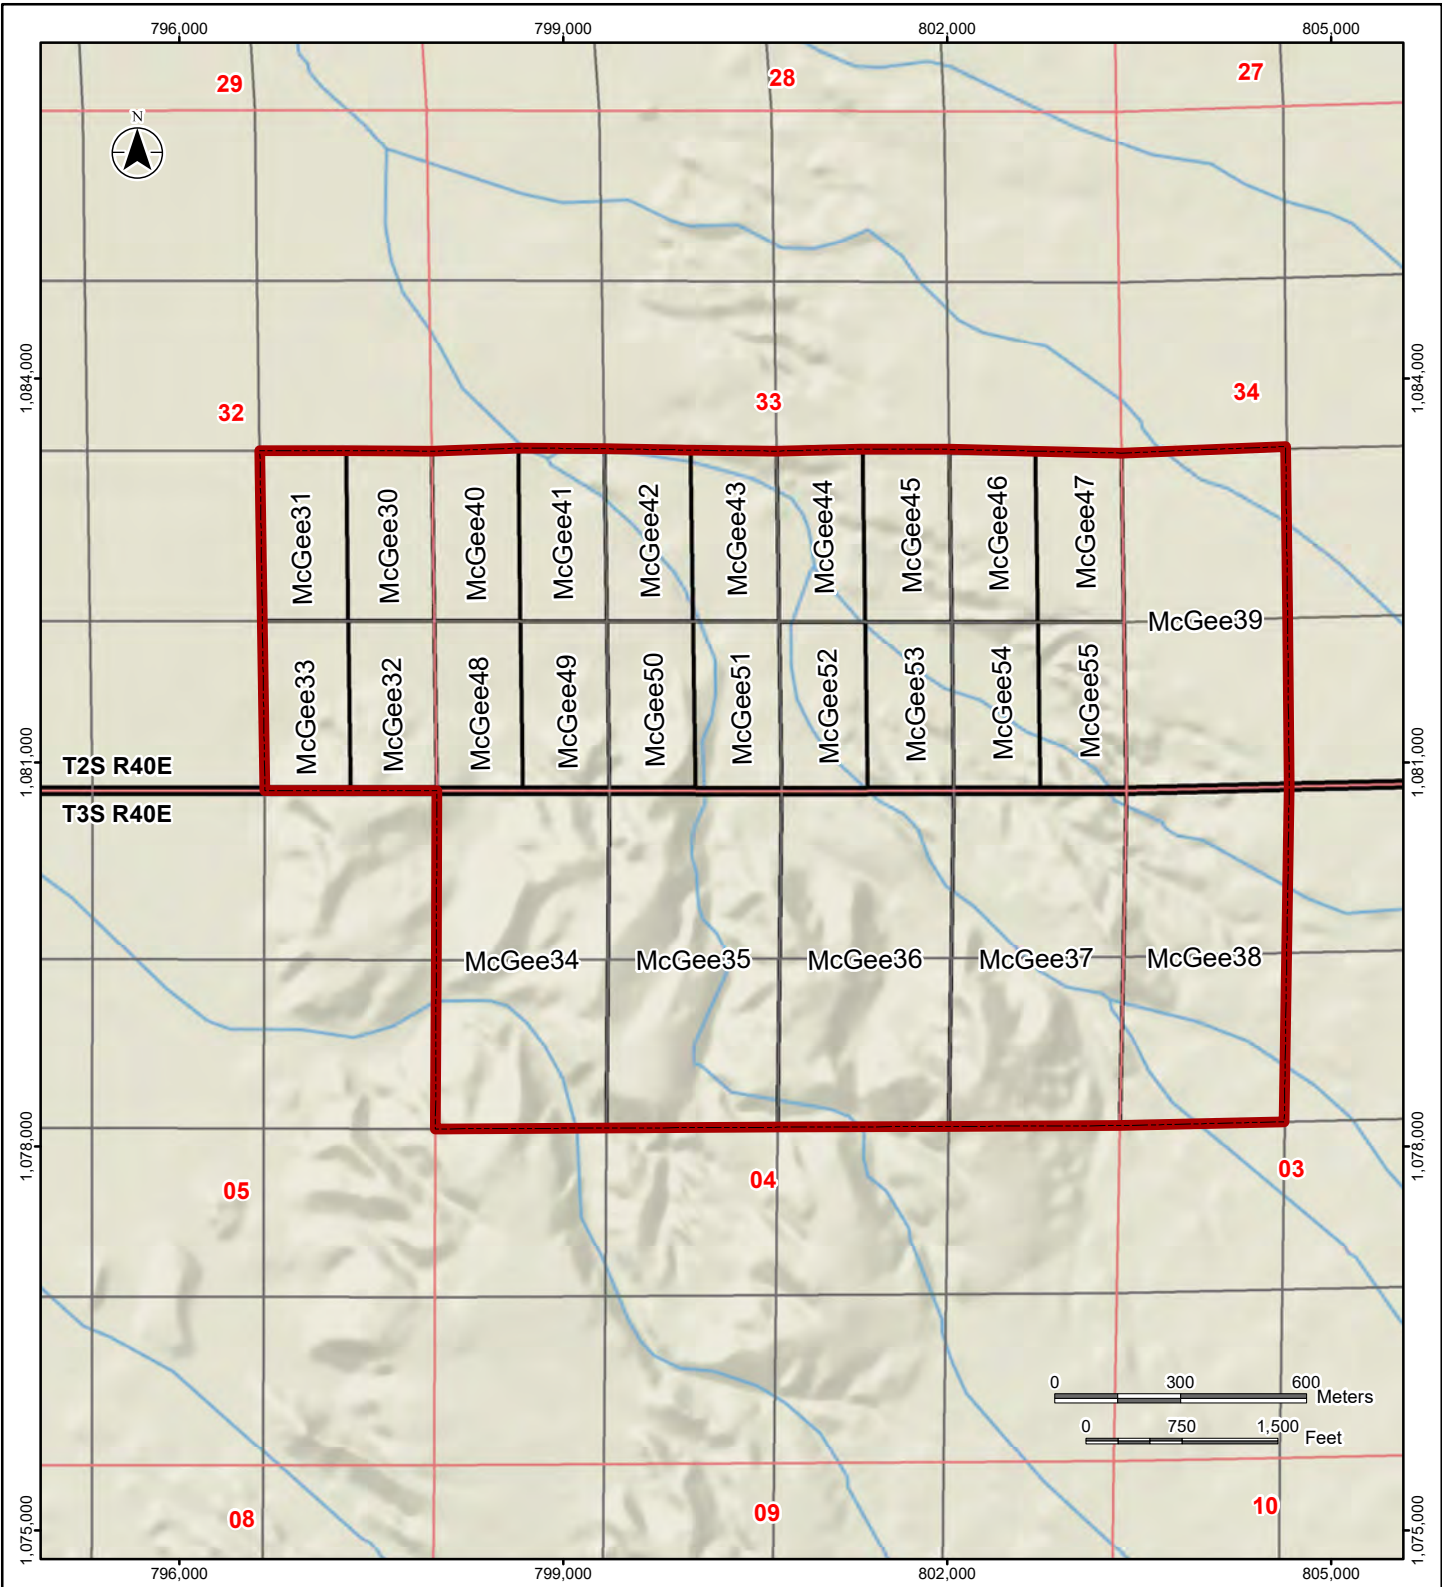 796,000
799,000
802,000
805,000
29
28
27
N
1,084,000
1,084,000
32
33
34
McGee31
McGee30
McGee40
McGee41
McGee42
McGee43
McGee44
McGee45
McGee46
McGee47
McGee39
McGee33
McGee32
McGee48
McGee49
McGee50
McGee51
McGee52
McGee53
McGee54
McGee55
1,081,000
1,081,000
T2S R40E
T3S R40E
McGee34
McGee35
McGee36
McGee37
McGee38
1,078,000
1,078,000
05
04
03
0 300 600
Meters
0 750 1,500
Feet
08
09
10
1,075,000
1,075,000
796,000
799,000
802,000
805,000